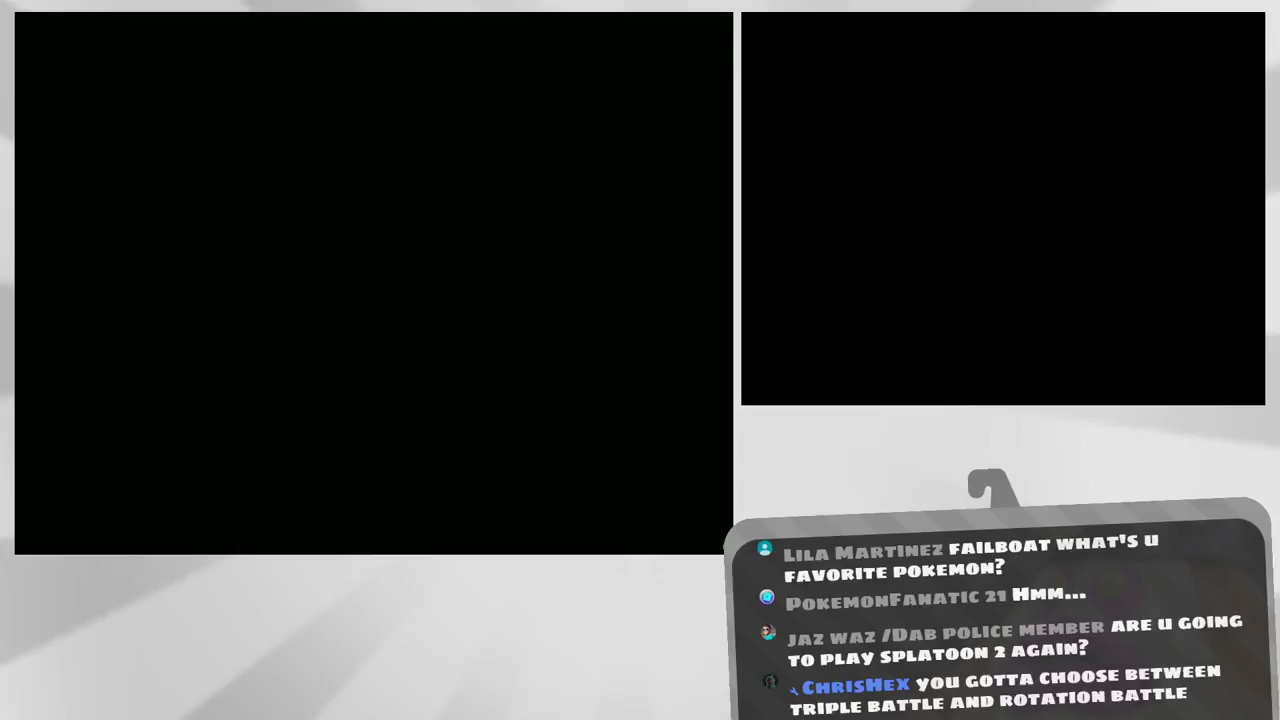 Lila Martinez FAILBOAT WHAT'S U
FAVORITE POKEMON?
PokemonFanatic 21 Hmm...
jaz waz /Dab police member ARE U GOING
TO PLAY SPLATOON 2 AGAIN?
ChrisHex YOU GOTTA CHOOSE BETWEEN
TRIPLE BATTLE AND ROTATION BATTLE